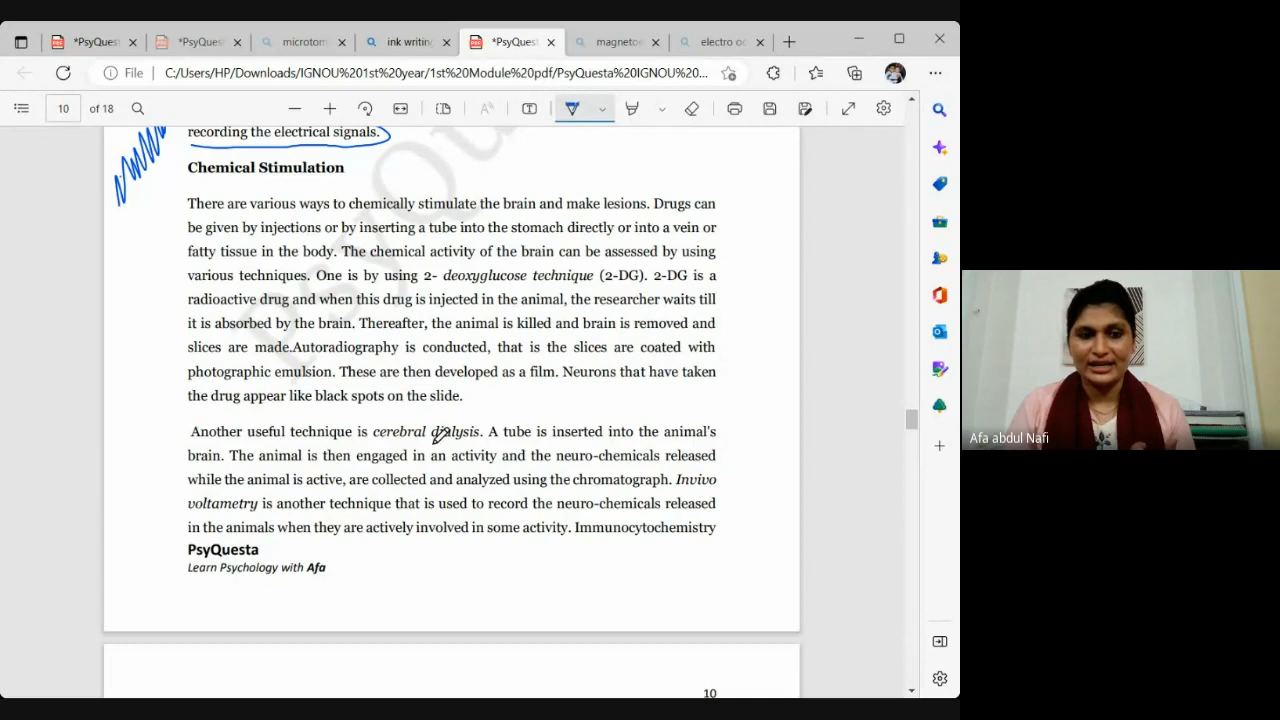 *PsyQues
*PsyQues
microtom
ink writing
*PsyQuest
magnetoe
electro oc
File
C:/Users/HP/Downloads/IGNOU%201st%20year/1st%20Module%20pdf/PsyQuesta%20IGNOU%20...
10 of 18
recording the electrical signals.
Chemical Stimulation
There are various ways to chemically stimulate the brain and make lesions. Drugs can
be given by injections or by inserting a tube into the stomach directly or into a vein or
fatty tissue in the body. The chemical activity of the brain can be assessed by using
various techniques. One is by using 2- deoxyglucose technique (2-DG). 2-DG is a
radioactive drug and when this drug is injected in the animal, the researcher waits till
it is absorbed by the brain. Thereafter, the animal is killed and brain is removed and
slices are made.Autoradiography is conducted, that is the slices are coated with
photographic emulsion. These are then developed as a film. Neurons that have taken
the drug appear like black spots on the slide.
Another useful technique is cerebral dialysis. A tube is inserted into the animal's
brain. The animal is then engaged in an activity and the neuro-chemicals released
while the animal is active, are collected and analyzed using the chromatograph. Invivo
voltametry is another technique that is used to record the neuro-chemicals released
in the animals when they are actively involved in some activity. Immunocytochemistry
PsyQuesta
Learn Psychology with Afa
10
Afa abdul Nafi